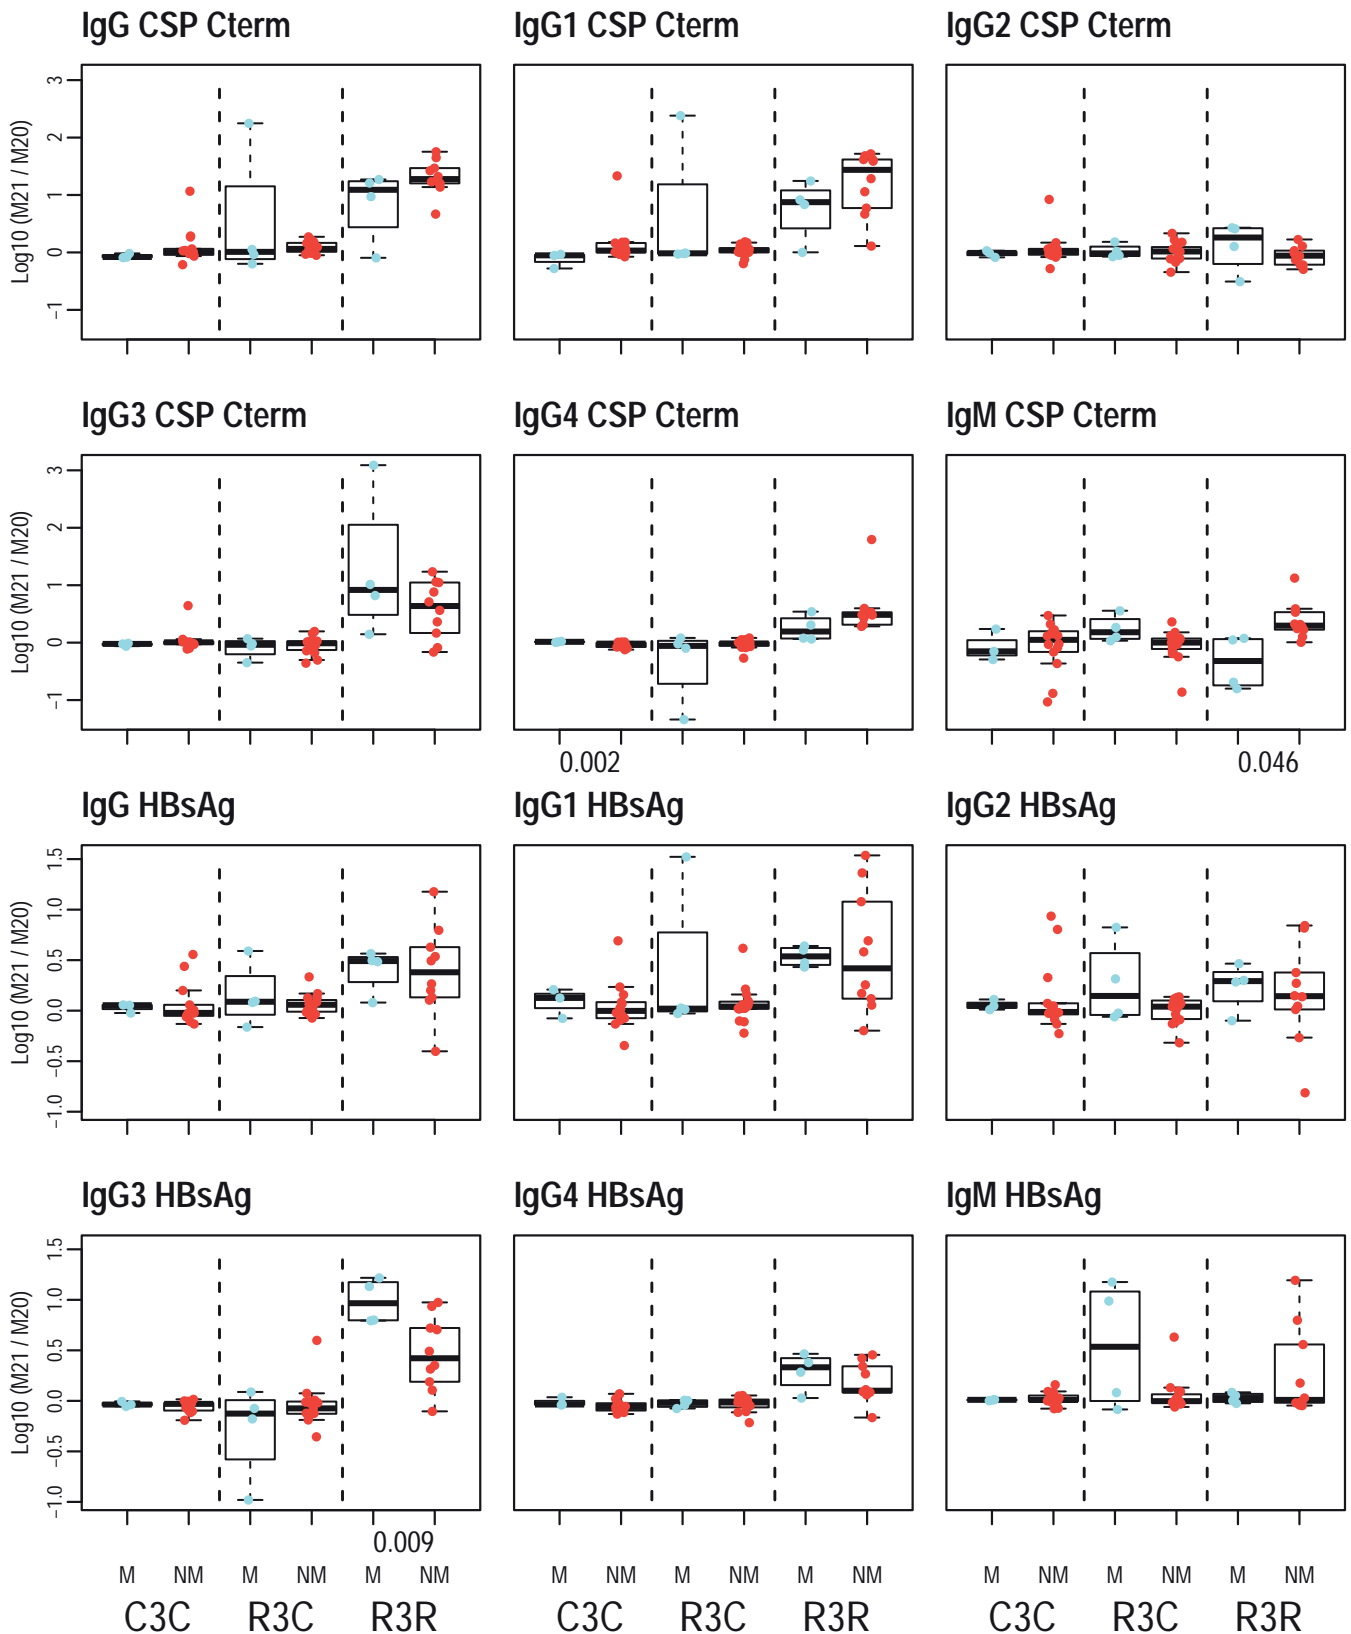 IgG CSP Cterm IgG1 CSP Cterm IgG2 CSP Cterm
Log10 (M21 / M20)
3
2
1
0
−1
IgG3 CSP Cterm IgG4 CSP Cterm IgM CSP Cterm
Log10 (M21 / M20)
3
2
1
0
−1
0.002 0.046
IgG HBsAg IgG1 HBsAg IgG2 HBsAg
Log10 (M21 / M20)
1.5
1.0
0.5
0.0
−0.5
−1.0
IgG3 HBsAg IgG4 HBsAg IgM HBsAg
Log10 (M21 / M20)
1.5
1.0
0.5
0.0
−0.5
−1.0
0.009
M NM M NM M NM M NM M NM M NM M NM M NM M NM
C3C R3C R3R C3C R3C R3R C3C R3C R3R